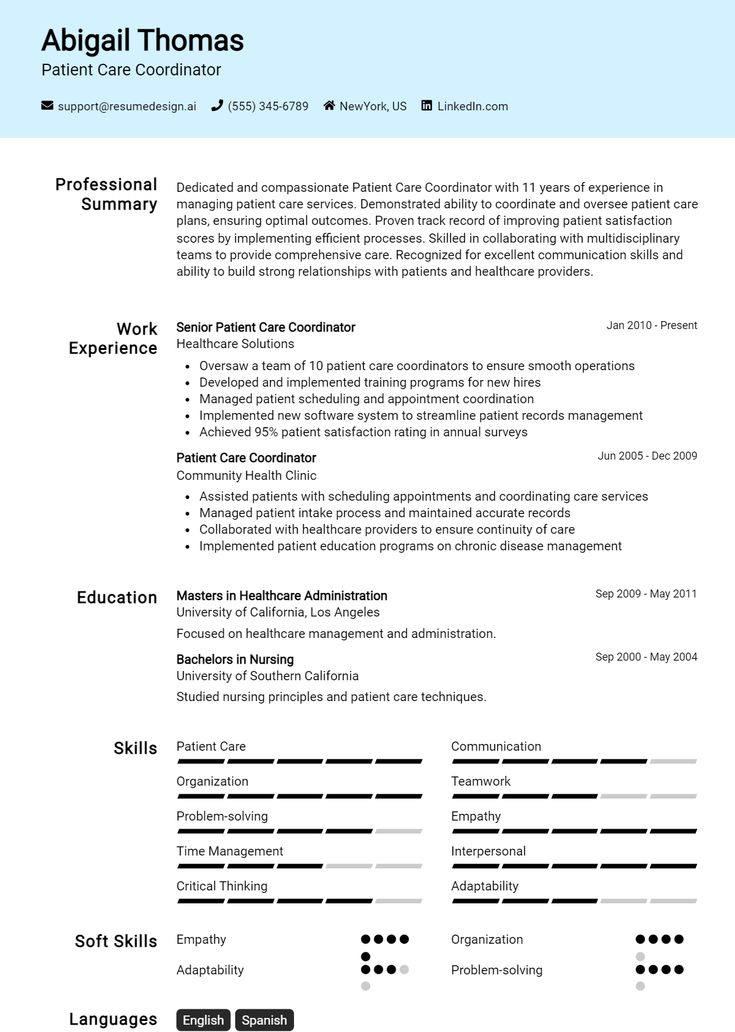 Abigail Thomas
Patient Care Coordinator
support@resumedesign.ai (555) 345-6789 NewYork, US LinkedIn.com
Professional
Summary
Dedicated and compassionate Patient Care Coordinator with 11 years of experience in
managing patient care services. Demonstrated ability to coordinate and oversee patient care
plans, ensuring optimal outcomes. Proven track record of improving patient satisfaction
scores by implementing efficient processes. Skilled in collaborating with multidisciplinary
teams to provide comprehensive care. Recognized for excellent communication skills and
ability to build strong relationships with patients and healthcare providers.
Work
Experience
Senior Patient Care Coordinator Jan 2010 - Present
Healthcare Solutions
• Oversaw a team of 10 patient care coordinators to ensure smooth operations
• Developed and implemented training programs for new hires
• Managed patient scheduling and appointment coordination
• Implemented new software system to streamline patient records management
• Achieved 95% patient satisfaction rating in annual surveys
Patient Care Coordinator Jun 2005 - Dec 2009
Community Health Clinic
• Assisted patients with scheduling appointments and coordinating care services
• Managed patient intake process and maintained accurate records
• Collaborated with healthcare providers to ensure continuity of care
• Implemented patient education programs on chronic disease management
Education
Masters in Healthcare Administration Sep 2009 - May 2011
University of California, Los Angeles
Focused on healthcare management and administration.
Bachelors in Nursing Sep 2000 - May 2004
University of Southern California
Studied nursing principles and patient care techniques.
Skills
Patient Care Communication
Organization Teamwork
Problem-solving Empathy
Time Management Interpersonal
Critical Thinking Adaptability
Soft Skills
Empathy Organization
Adaptability Problem-solving
Languages
English Spanish